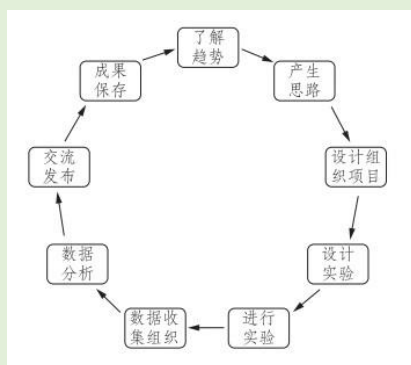 了解
趋势
产生
思路
设计组
织项目
设计
实验
进行
实验
数据收
集组织
数据
分析
交流
发布
成果
保存